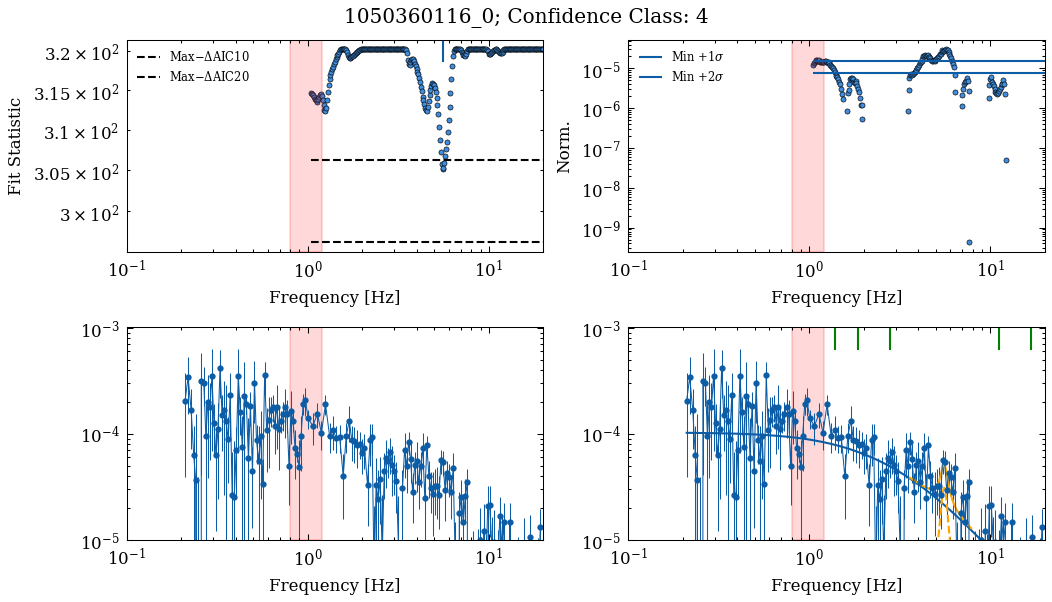 1050360116_0; Confidence Class: 4
Fit Statistic
3.2 × 10²
3.15 × 10²
3.1 × 10²
3.05 × 10²
3 × 10²
Max−ΔAIC10
Max−ΔAIC20
10⁻¹ 10⁰ 10¹
Frequency [Hz]
Norm.
10⁻⁵
10⁻⁶
10⁻⁷
10⁻⁸
10⁻⁹
Min +1σ
Min +2σ
10⁻¹ 10⁰ 10¹
Frequency [Hz]
10⁻³
10⁻⁴
10⁻⁵
10⁻¹ 10⁰ 10¹
Frequency [Hz]
10⁻³
10⁻⁴
10⁻⁵
10⁻¹ 10⁰ 10¹
Frequency [Hz]